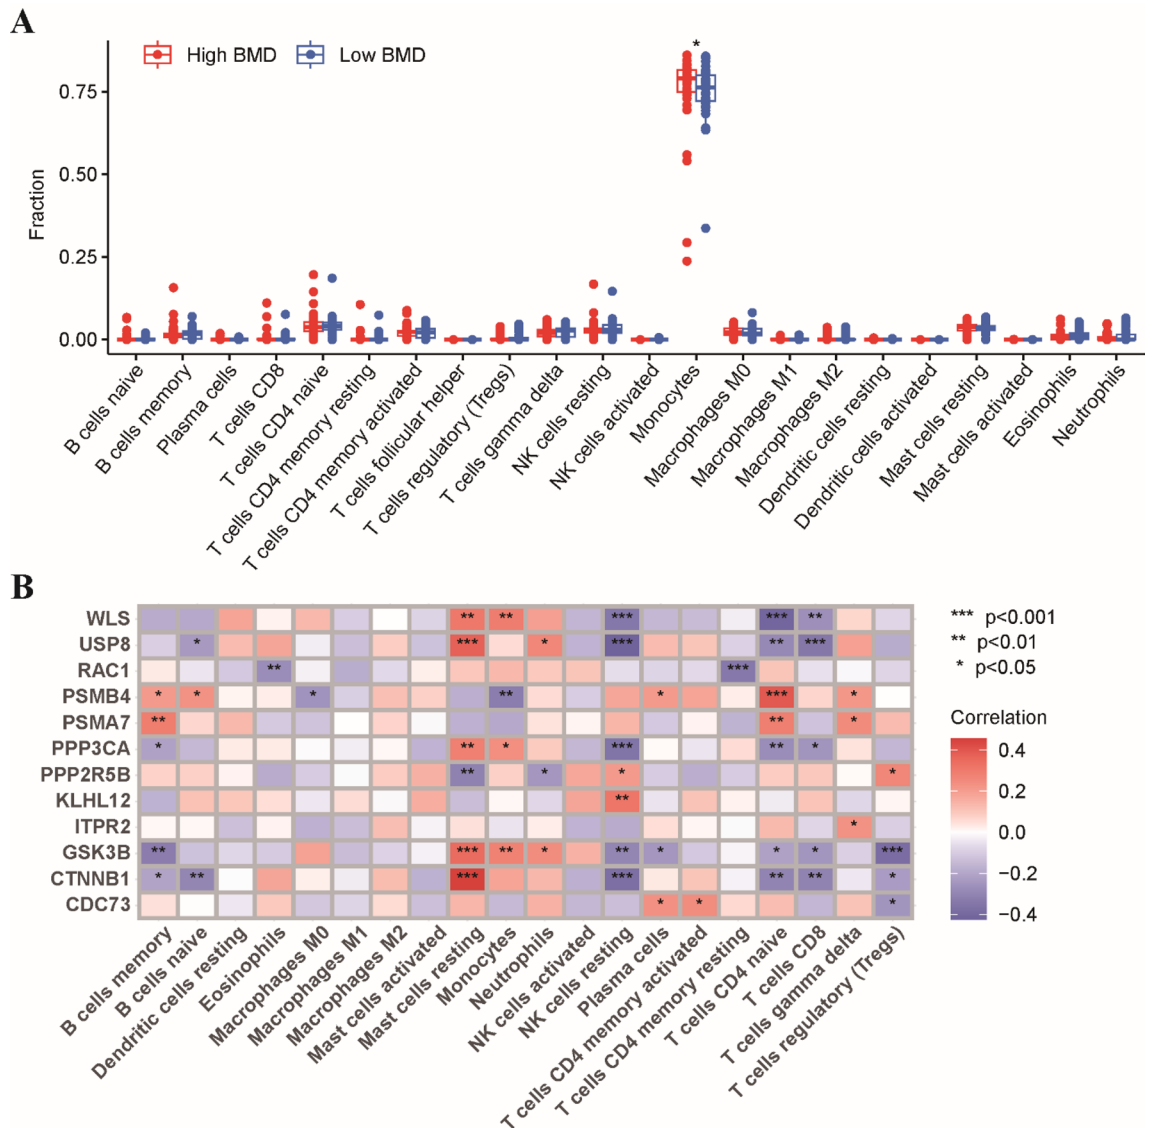 A
High BMD Low BMD
*
Fraction
0.75
0.50
0.25
0.00
B cells naive
B cells memory
Plasma cells
T cells CD8
T cells CD4 naive
T cells CD4 memory resting
T cells CD4 memory activated
T cells follicular helper
T cells regulatory (Tregs)
T cells gamma delta
NK cells resting
NK cells activated
Monocytes
Macrophages M0
Macrophages M1
Macrophages M2
Dendritic cells resting
Dendritic cells activated
Mast cells resting
Mast cells activated
Eosinophils
Neutrophils
B
WLS ** ** *** *** **
USP8 * *** * *** ** ***
RAC1 ** ***
PSMB4 * * * ** * *** *
PSMA7 ** ** *
PPP3CA * ** * *** ** *
PPP2R5B ** * * *
KLHL12 **
ITPR2 *
GSK3B ** *** ** * ** * * * ***
CTNNB1 * ** *** *** ** ** *
CDC73 * * *
B cells memory
B cells naive
Dendritic cells resting
Eosinophils
Macrophages M0
Macrophages M1
Macrophages M2
Mast cells activated
Mast cells resting
Monocytes
Neutrophils
NK cells activated
NK cells resting
Plasma cells
T cells CD4 memory activated
T cells CD4 memory resting
T cells CD4 naive
T cells CD8
T cells gamma delta
T cells regulatory (Tregs)
*** p<0.001
** p<0.01
* p<0.05
Correlation
0.4
0.2
0.0
−0.2
−0.4